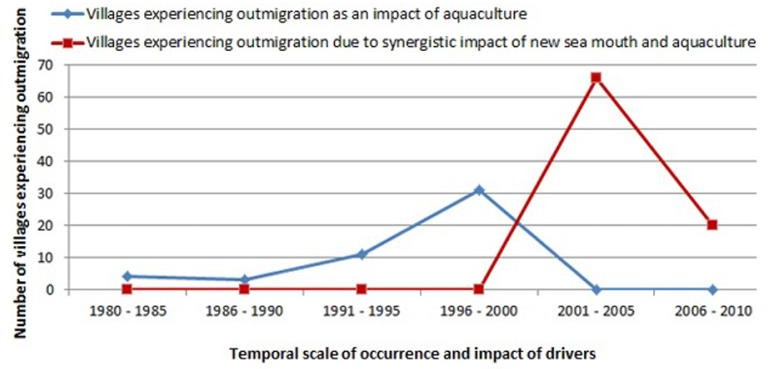 Villages experiencing outmigration as an impact of aquaculture
Villages experiencing outmigration due to synergistic impact of new sea mouth and aquaculture
Number of villages experiencing outmigration
70
60
50
40
30
20
10
0
1980 - 1985 1986 - 1990 1991 - 1995 1996 - 2000 2001 - 2005 2006 - 2010
Temporal scale of occurrence and impact of drivers